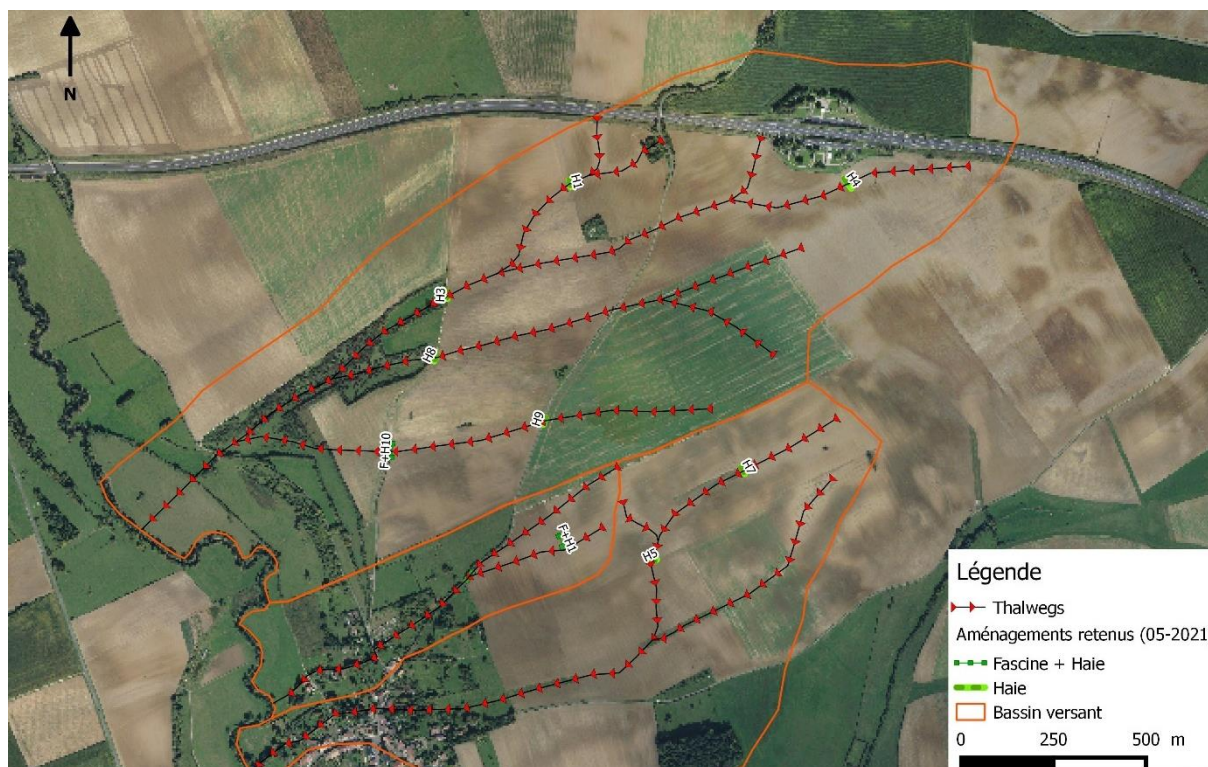 N
H1
H4
H3
H8
H9
F+H10
H7
F+H1
H5
Légende
Thalwegs
Aménagements retenus (05-2021
Fascine + Haie
Haie
Bassin versant
0 250 500 m